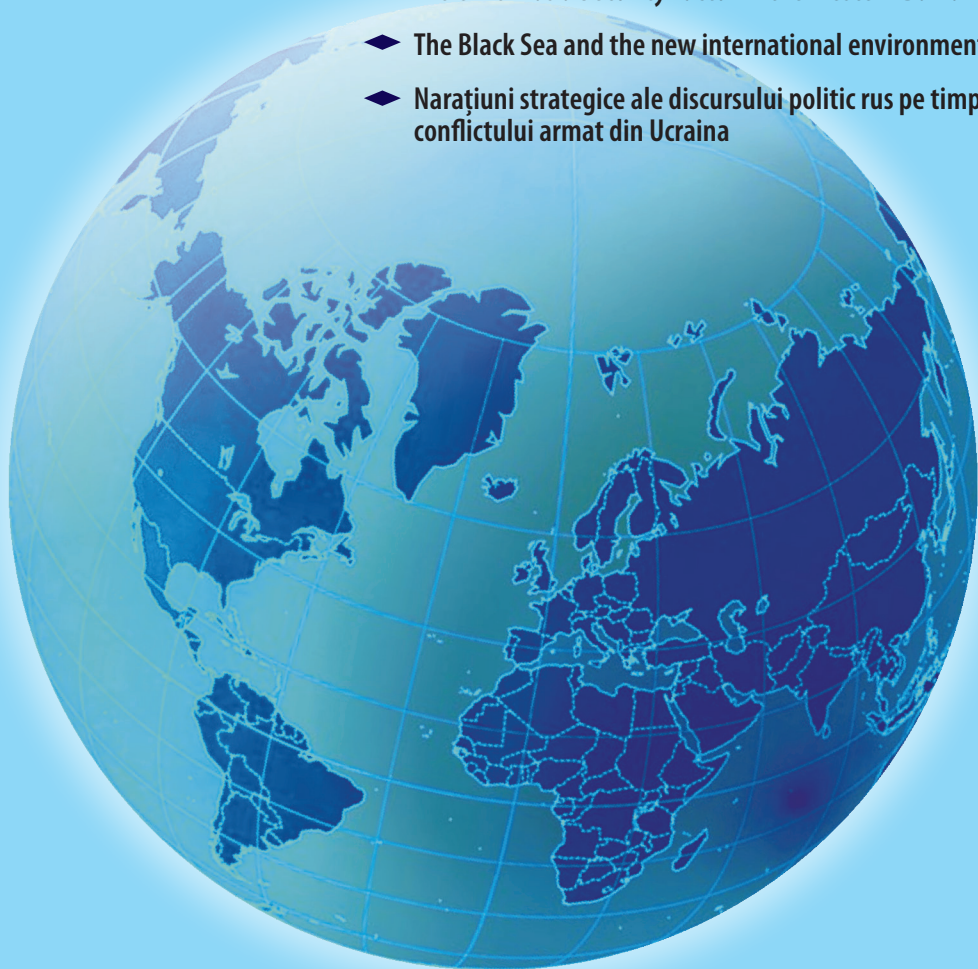 The Black Sea and the new international environment
Narațiuni strategice ale discursului politic rus pe timp
conflictului armat din Ucraina